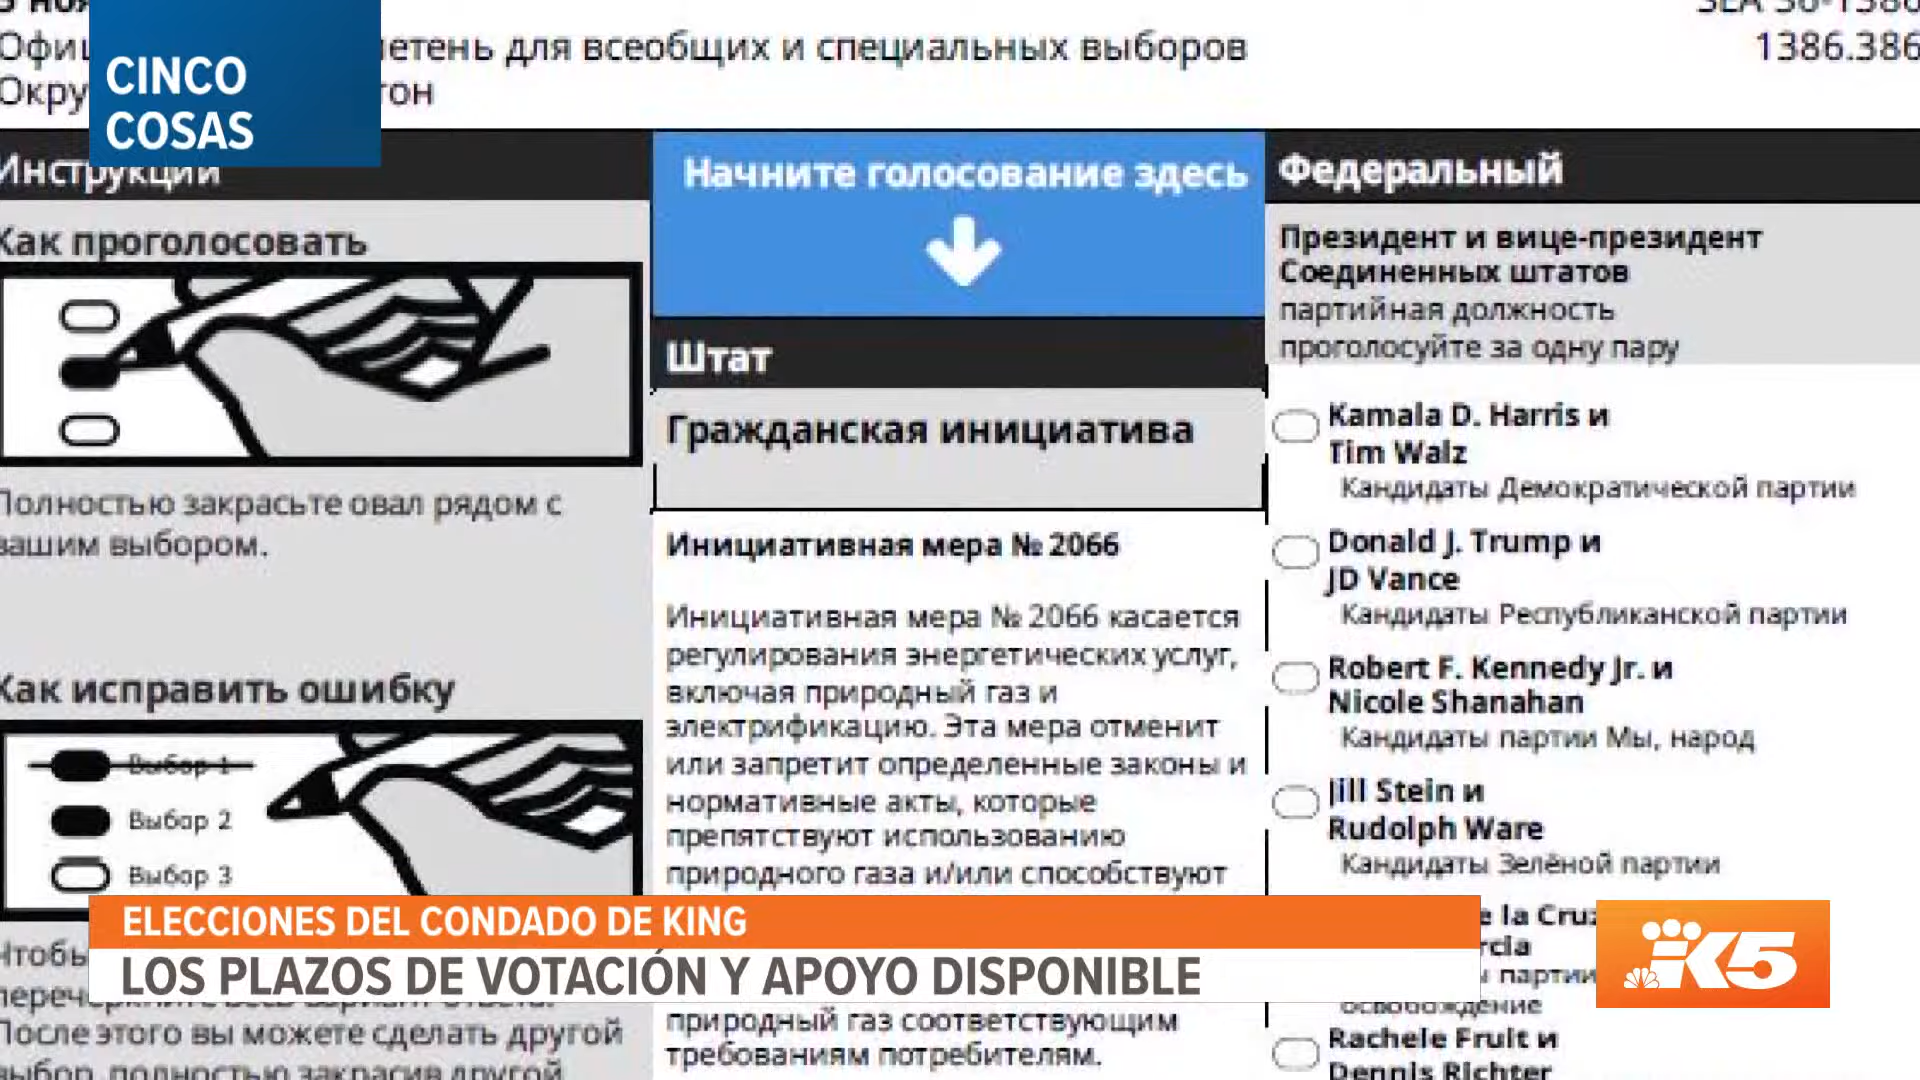 CINCO
COSAS
для всеобщих и специальных выборов
1386.386
Инструкции
Как проголосовать
Полностью закрасьте овал рядом с
вашим выбором.
Как исправить ошибку
Выбор 1
Выбор 2
Выбор 3
После этого вы можете сделать другой
выбор, полностью закрасив другой
Начните голосование здесь
Штат
Гражданская инициатива
Инициативная мера № 2066
Инициативная мера № 2066 касается
регулирования энергетических услуг,
включая природный газ и
электрификацию. Эта мера отменит
или запретит определенные законы и
нормативные акты, которые
препятствуют использованию
природного газа и/или способствуют
природный газ соответствующим
требованиям потребителям.
Федеральный
Президент и вице-президент
Соединенных штатов
партийная должность
проголосуйте за одну пару
Kamala D. Harris и
Tim Walz
Кандидаты Демократической партии
Donald J. Trump и
JD Vance
Кандидаты Республиканской партии
Robert F. Kennedy Jr. и
Nicole Shanahan
Кандидаты партии Мы, народ
Jill Stein и
Rudolph Ware
Кандидаты Зелёной партии
la
партии
освобождение
Rachele Fruit и
Dennis Richter
ELECCIONES DEL CONDADO DE KING
LOS PLAZOS DE VOTACIÓN Y APOYO DISPONIBLE
K5